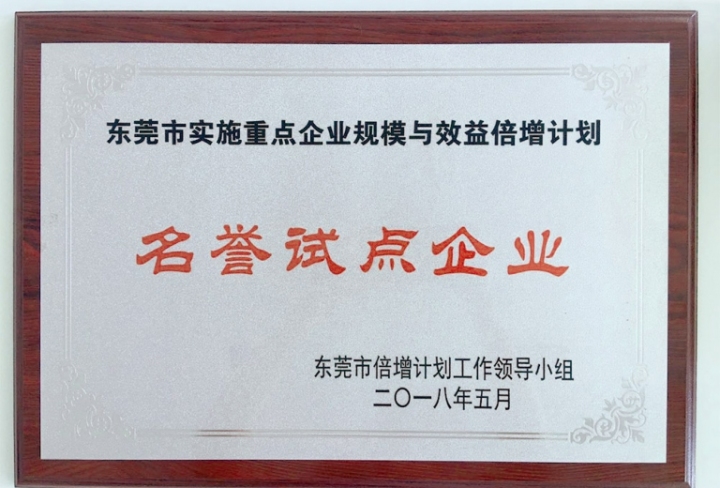 东莞市实施重点企业规模与效益倍增计划
名誉试点企业
东莞市倍增计划工作领导小组
二〇一八年五月